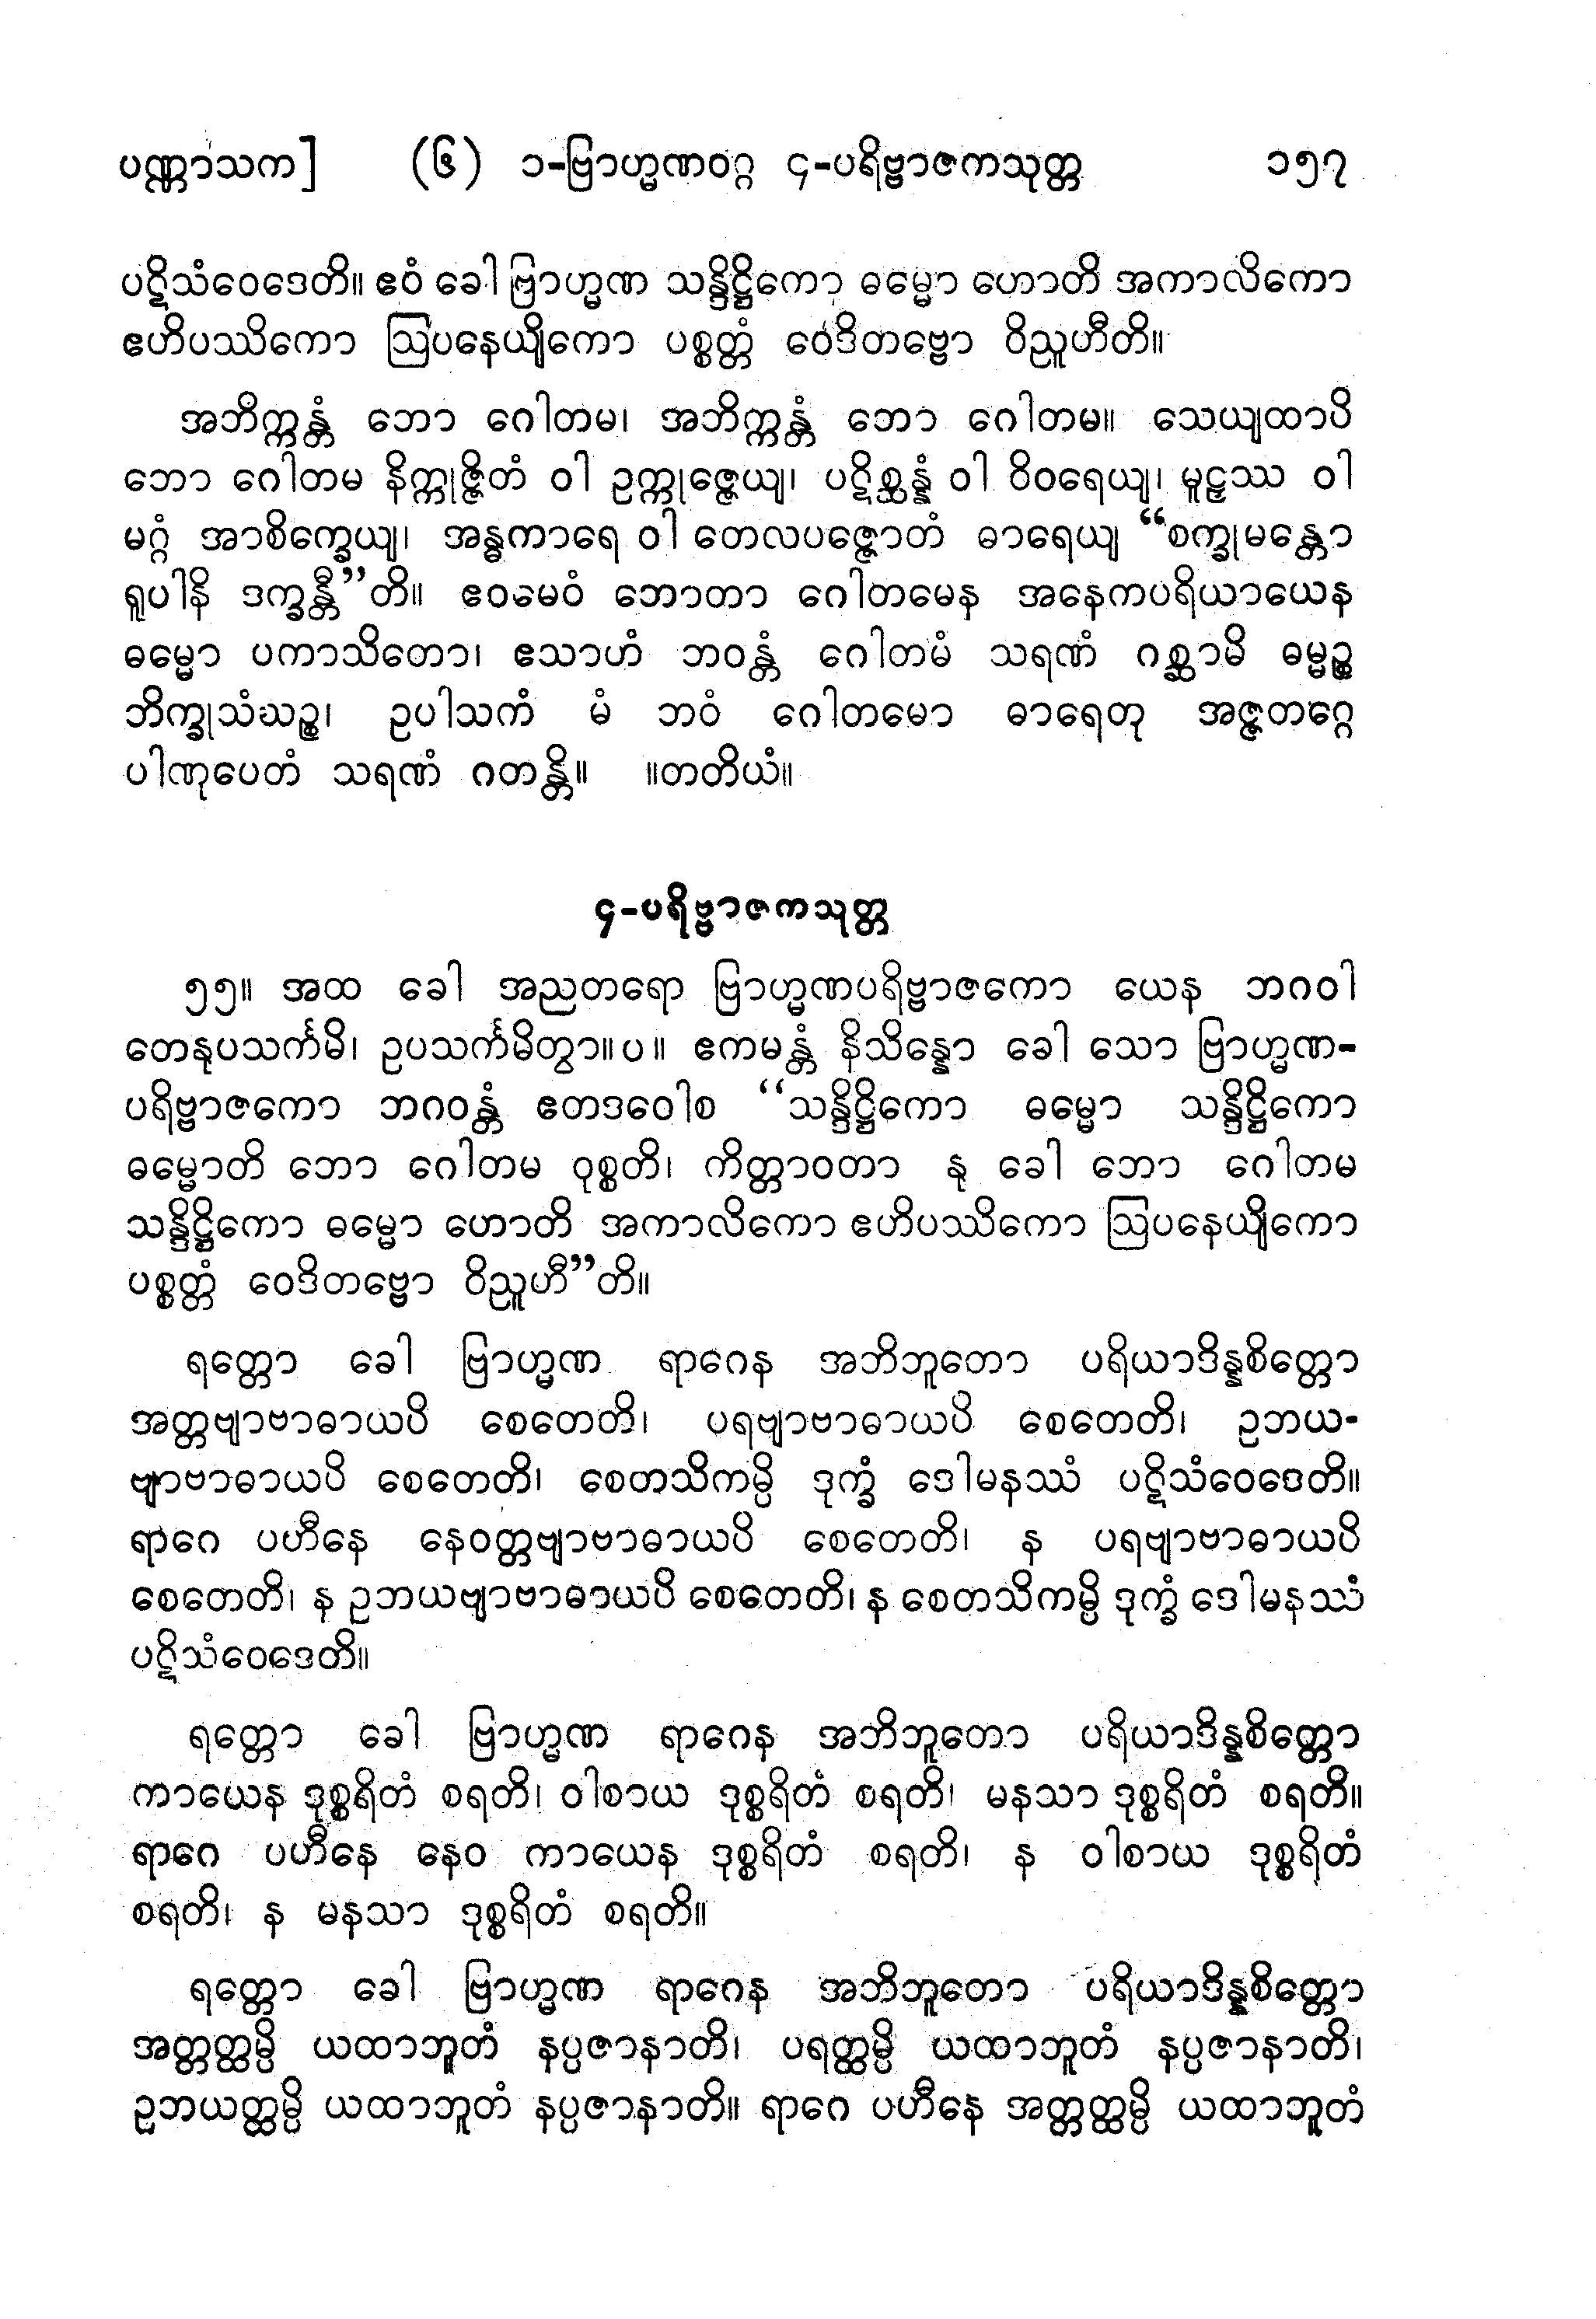 ပဏ္ဏာသက]	(၆) ၁-ဗြာဟ္မဏဝဂ္ဂ ၄-ပရိဗ္ဗာဇကသုတ္တ	၁၅၇
ပဋိသံဝေဒေတိ။ ဧဝံ ခေါ ဗြာဟ္မဏ သန္ဒိဋ္ဌိကော ဓမ္မော ဟောတိ အကာလိကော
ဧဟိပဿိကော ဩပနေယျိကော ပစ္စတ္တံ ဝေဒိတဗ္ဗော ဝိညူဟီတိ။
အဘိက္ကန္တံ ဘော ဂေါတမ၊ အဘိက္ကန္တံ ဘော ဂေါတမ။ သေယျထာပိ
ဘော ဂေါတမ နိက္ကုဇ္ဇိတံ ဝါ ဥက္ကုဇ္ဇေယျ၊ ပဋိစ္ဆန္နံ ဝါ ဝိဝရေယျ၊ မူဠှဿ ဝါ
မဂ္ဂံ အာစိက္ခေယျ၊ အန္ဓကာရေ ဝါ တေလပဇ္ဇောတံ ဓာရေယျ “စက္ခုမန္တော
ရူပါနိ ဒက္ခန္တီ”တိ။ ဧဝမေဝံ ဘောတာ ဂေါတမေန အနေကပရိယာယေန
ဓမ္မော ပကာသိတော၊ ဧသာဟံ ဘဝန္တံ ဂေါတမံ သရဏံ ဂစ္ဆာမိ ဓမ္မဉ္စ
ဘိက္ခုသံဃဉ္စ၊ ဥပါသကံ မံ ဘဝံ ဂေါတမော ဓာရေတု အဇ္ဇတဂ္ဂေ
ပါဏုပေတံ သရဏံ ဂတန္တိ။ ။တတိယံ။
၄-ပရိဗ္ဗာဇကသုတ္တ
၅၅။ အထ ခေါ အညတရော ဗြာဟ္မဏပရိဗ္ဗာဇကော ယေန ဘဂဝါ
တေနုပသင်္ကမိ၊ ဥပသင်္ကမိတွာ။ပ။ ဧကမန္တံ နိသိန္နော ခေါ သော ဗြာဟ္မဏ-
ပရိဗ္ဗာဇကော ဘဂဝန္တံ ဧတဒဝေါစ “သန္ဒိဋ္ဌိကော ဓမ္မော သန္ဒိဋ္ဌိကော
ဓမ္မောတိ ဘော ဂေါတမ ဝုစ္စတိ၊ ကိတ္တာဝတာ နု ခေါ ဘော ဂေါတမ
သန္ဒိဋ္ဌိကော ဓမ္မော ဟောတိ အကာလိကော ဧဟိပဿိကော ဩပနေယျိကော
ပစ္စတ္တံ ဝေဒိတဗ္ဗော ဝိညူဟီ”တိ။
ရတ္တော ခေါ ဗြာဟ္မဏ ရာဂေန အဘိဘူတော ပရိယာဒိန္နစိတ္တော
အတ္တဗျာဗာဓာယပိ စေတေတိ၊ ပရဗျာဗာဓာယပိ စေတေတိ၊ ဥဘယ-
ဗျာဗာဓာယပိ စေတေတိ၊ စေတသိကမ္ပိ ဒုက္ခံ ဒေါမနဿံ ပဋိသံဝေဒေတိ။
ရာဂေ ပဟီနေ နေဝတ္တဗျာဗာဓာယပိ စေတေတိ၊ န ပရဗျာဗာဓာယပိ
စေတေတိ၊ န ဥဘယဗျာဗာဓာယပိ စေတေတိ၊ န စေတသိကမ္ပိ ဒုက္ခံ ဒေါမနဿံ
ပဋိသံဝေဒေတိ။
ရတ္တော ခေါ ဗြာဟ္မဏ ရာဂေန အဘိဘူတော ပရိယာဒိန္နစိတ္တော
ကာယေန ဒုစ္စရိတံ စရတိ၊ ဝါစာယ ဒုစ္စရိတံ စရတိ၊ မနသာ ဒုစ္စရိတံ စရတိ။
ရာဂေ ပဟီနေ နေဝ ကာယေန ဒုစ္စရိတံ စရတိ၊ န ဝါစာယ ဒုစ္စရိတံ
စရတိ၊ န မနသာ ဒုစ္စရိတံ စရတိ။
ရတ္တော ခေါ ဗြာဟ္မဏ ရာဂေန အဘိဘူတော ပရိယာဒိန္နစိတ္တော
အတ္တတ္ထမ္ပိ ယထာဘူတံ နပ္ပဇာနာတိ၊ ပရတ္ထမ္ပိ ယထာဘူတံ နပ္ပဇာနာတိ၊
ဥဘယတ္ထမ္ပိ ယထာဘူတံ နပ္ပဇာနာတိ။ ရာဂေ ပဟီနေ အတ္တတ္ထမ္ပိ ယထာဘူတံ